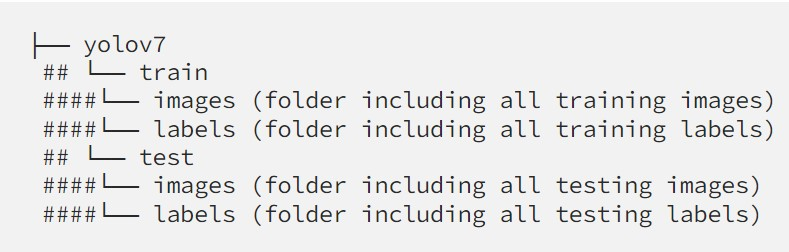 ├── yolov7
## └── train
####└── images (folder including all training images)
####└── labels (folder including all training labels)
## └── test
####└── images (folder including all testing images)
####└── labels (folder including all testing labels)